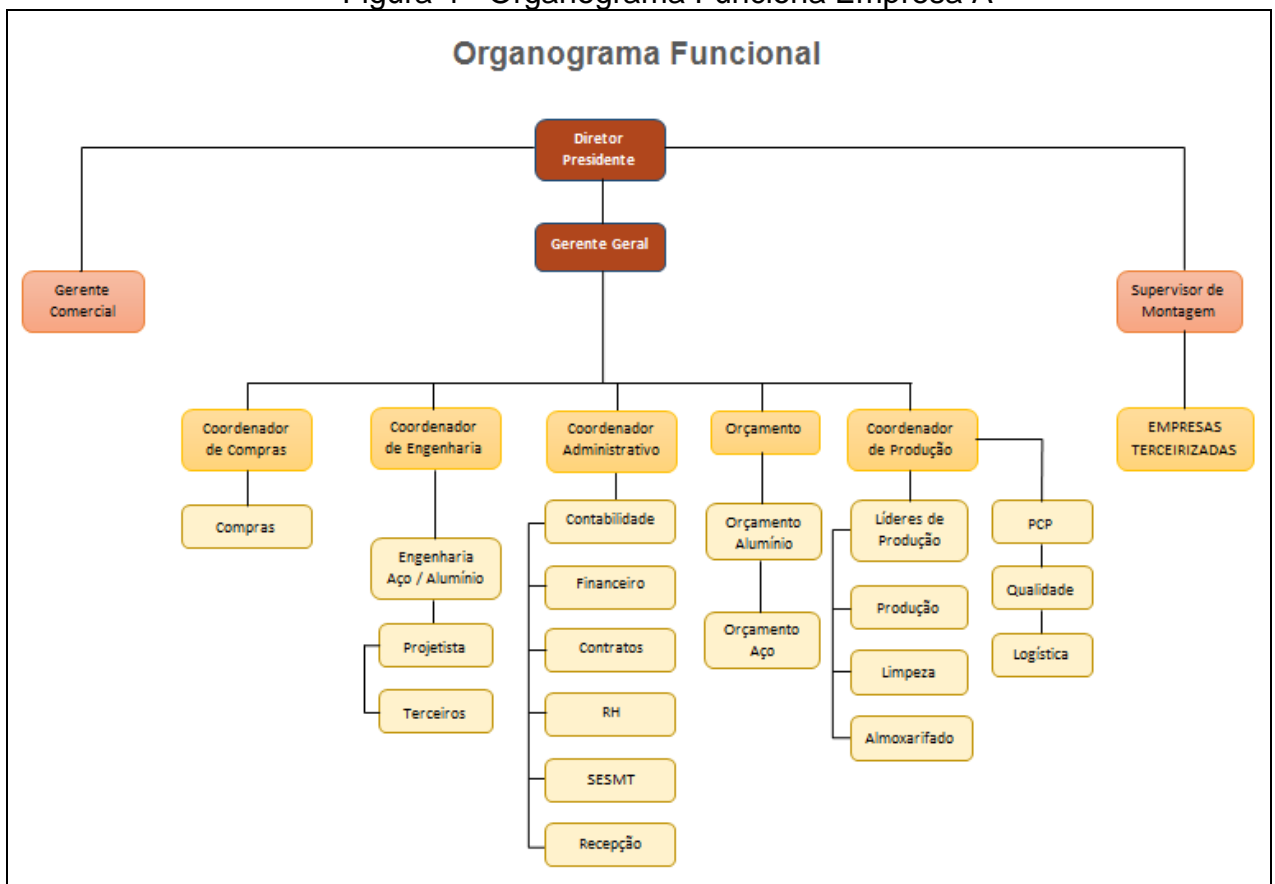 Organograma Funcional
Diretor
Presidente
Gerente Geral
Gerente
Comercial
Supervisor de
Montagem
Coordenador
de Compras
Coordenador
de Engenharia
Coordenador
Administrativo
Orçamento
Coordenador
de Produção
EMPRESAS
TERCEIRIZADAS
Compras
Engenharia
Aço / Alumínio
Projetista
Terceiros
Contabilidade
Financeiro
Contratos
RH
SESMT
Recepção
Orçamento
Alumínio
Orçamento
Aço
Líderes de
Produção
Produção
Limpeza
Almoxarifado
PCP
Qualidade
Logística